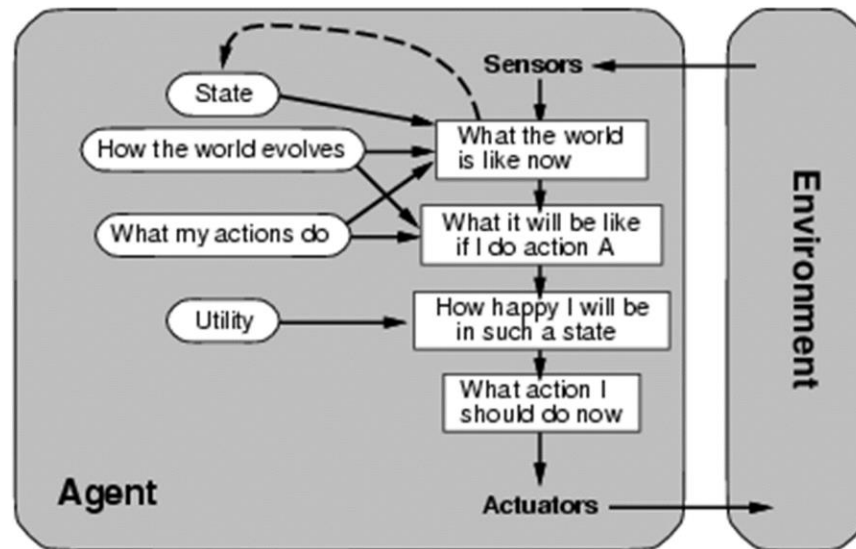 Sensors
State
What the world
is like now
How the world evolves
What my actions do
What it will be like
if I do action A
Utility
How happy I will be
in such a state
What action I
should do now
Agent
Actuators
Environment